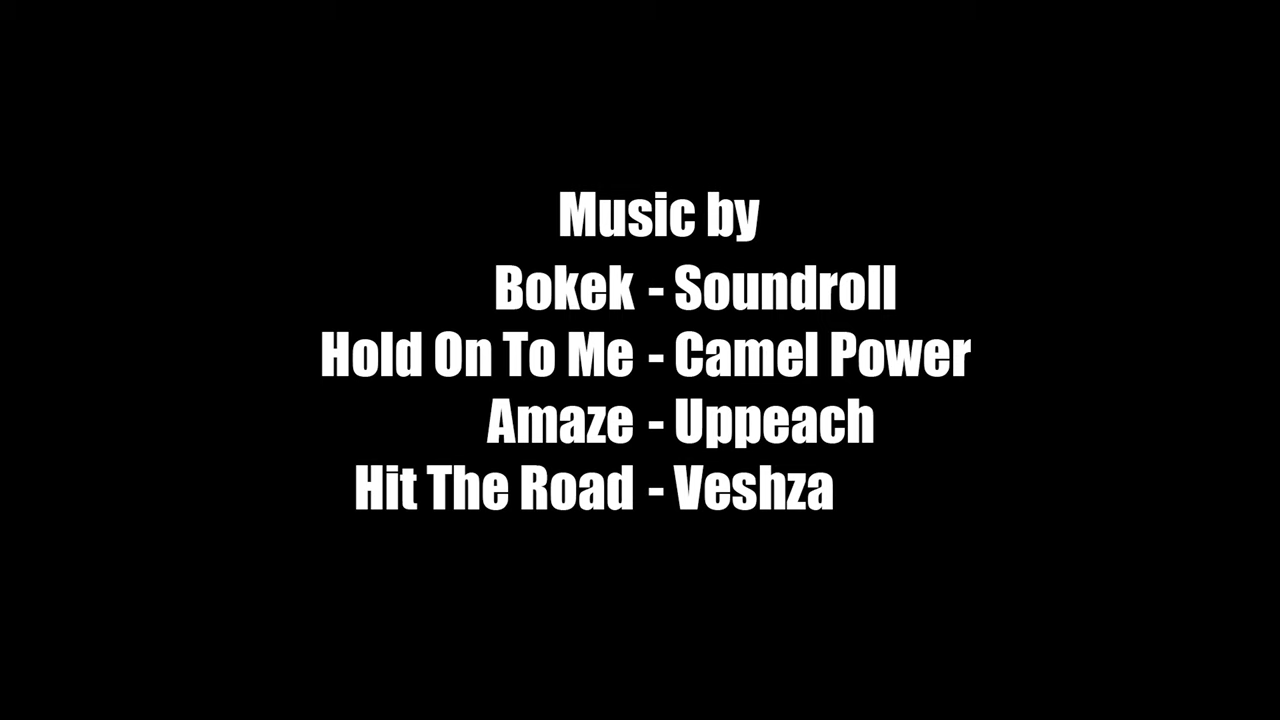 Music by
Bokek - Soundroll
Hold On To Me - Camel Power
Amaze - Uppeach
Hit The Road - Veshza